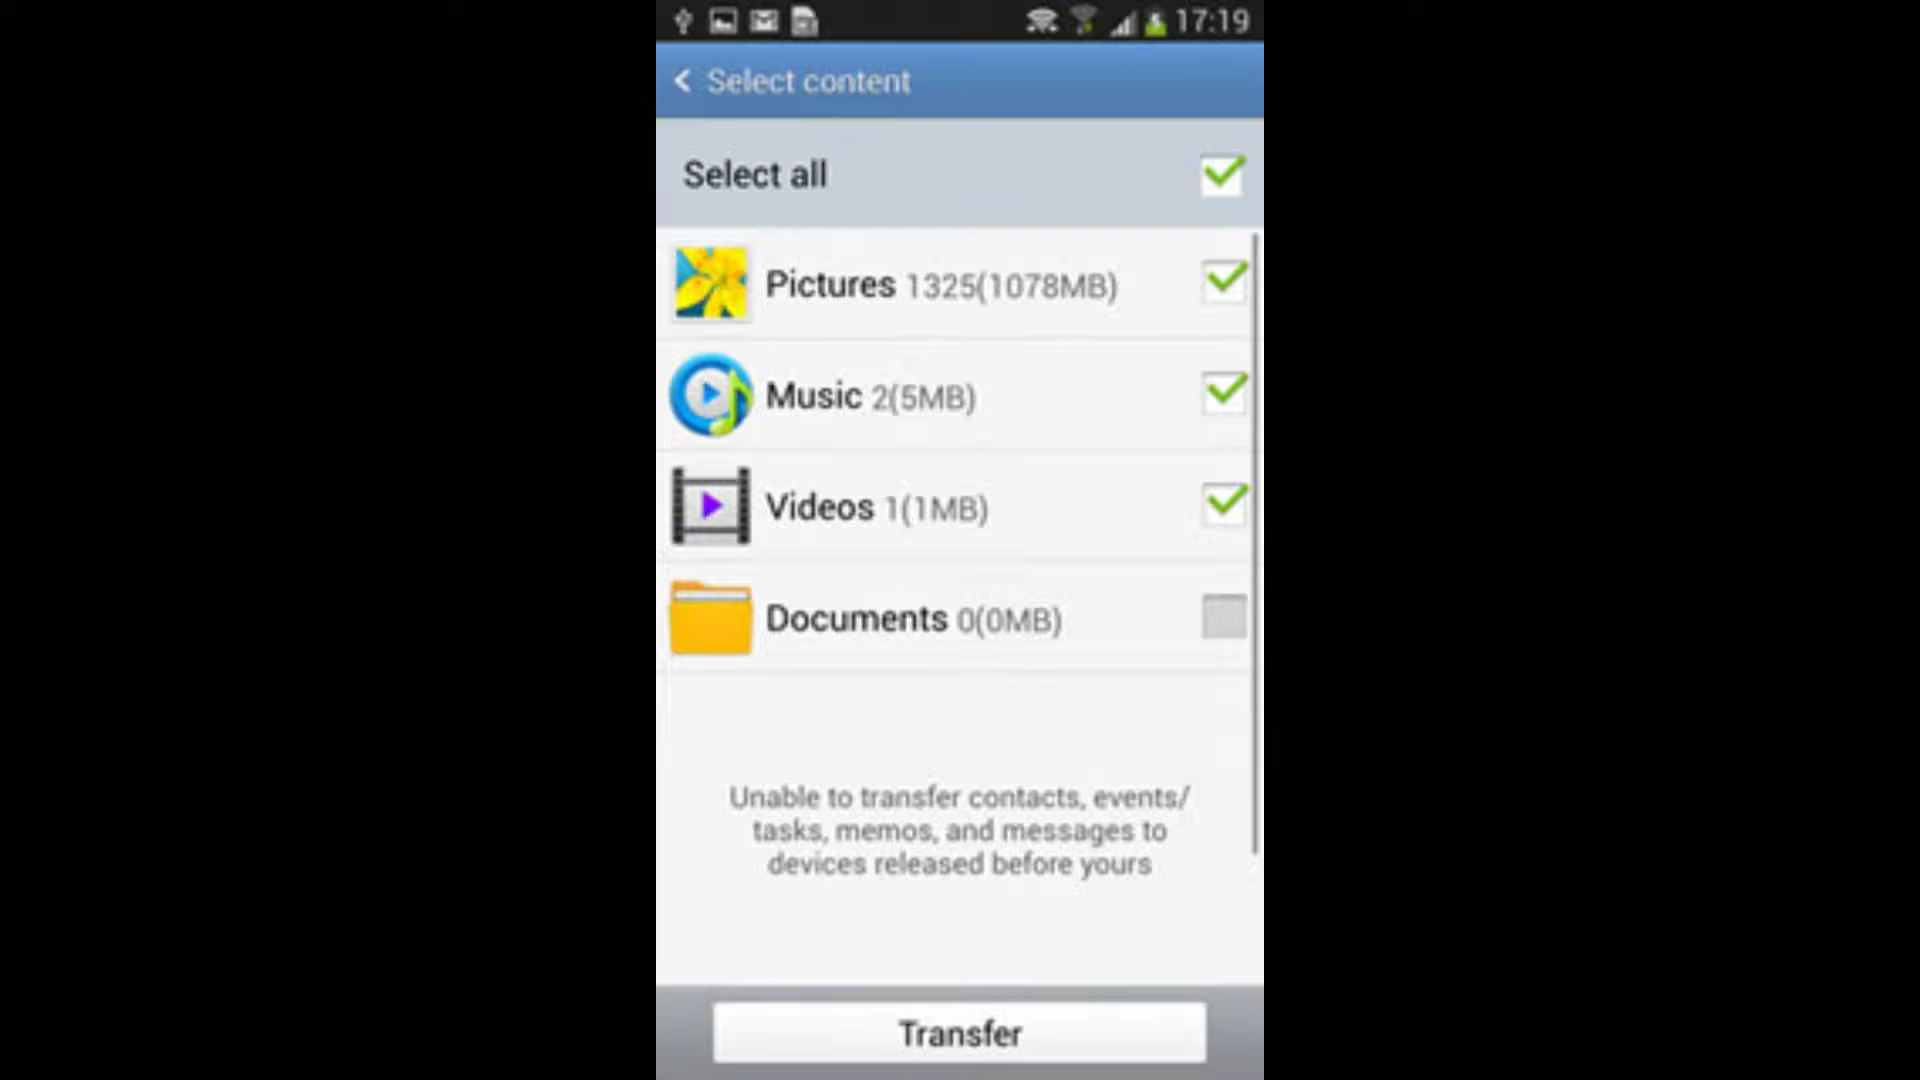 17:19
Select content
Select all
Pictures 1325(1078MB)
Music 2(5MB)
Videos 1(1MB)
Documents 0(0MB)
Unable to transfer contacts, events/
tasks, memos, and messages to
devices released before yours
Transfer